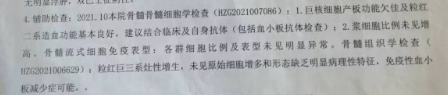 4.辅助检查：2021.10本院骨髓骨髓细胞学检查（HZG2021007086）：1.巨核细胞产板功能欠佳及粒红
二系造血功能基本良好，建议结合临床及自身抗体（包括血小板抗体检查）；2.浆细胞比例未见增
高。骨髓流式细胞免疫表型：各群细胞比例及表型未见明显异常。骨髓组织学检查（
HZG2021006629）：粒红巨三系灶性增生，未见原始细胞增多和形态缺乏明显病理性特征，免疫性血小
板减少症可能。